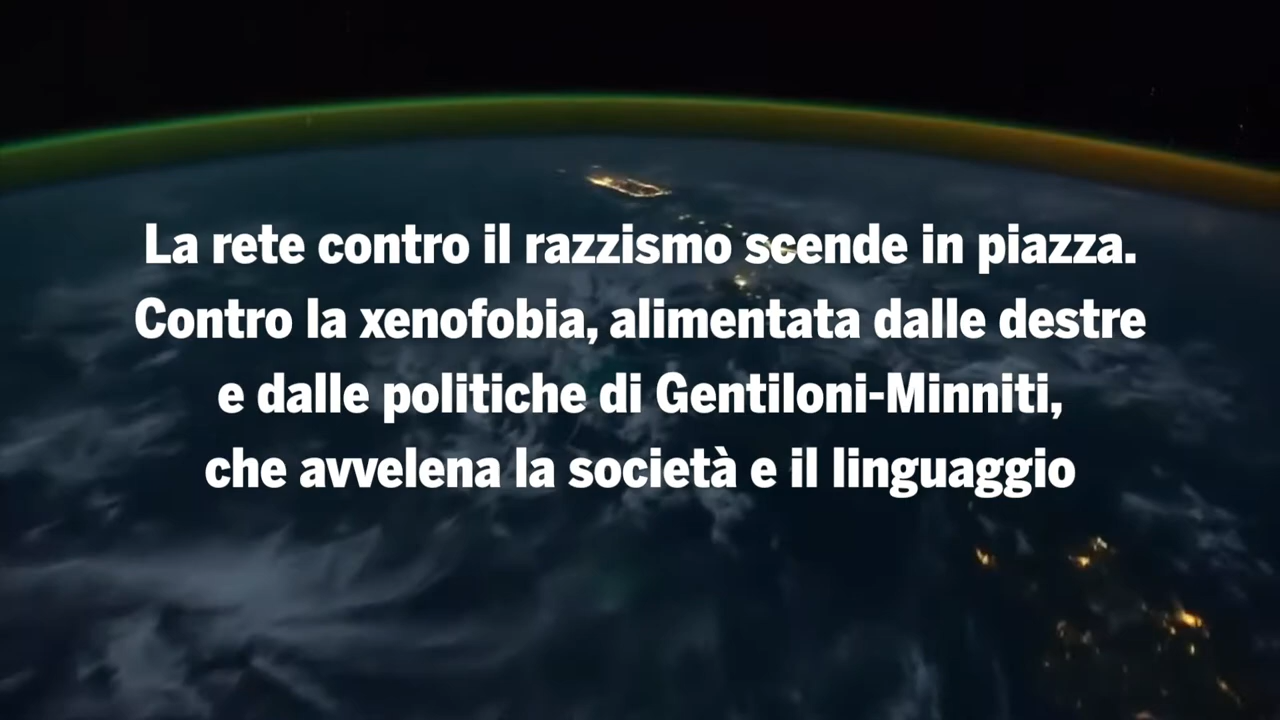 La rete contro il razzismo scende in piazza.
Contro la xenofobia, alimentata dalle destre
e dalle politiche di Gentiloni-Minniti,
che avvelena la società e il linguaggio